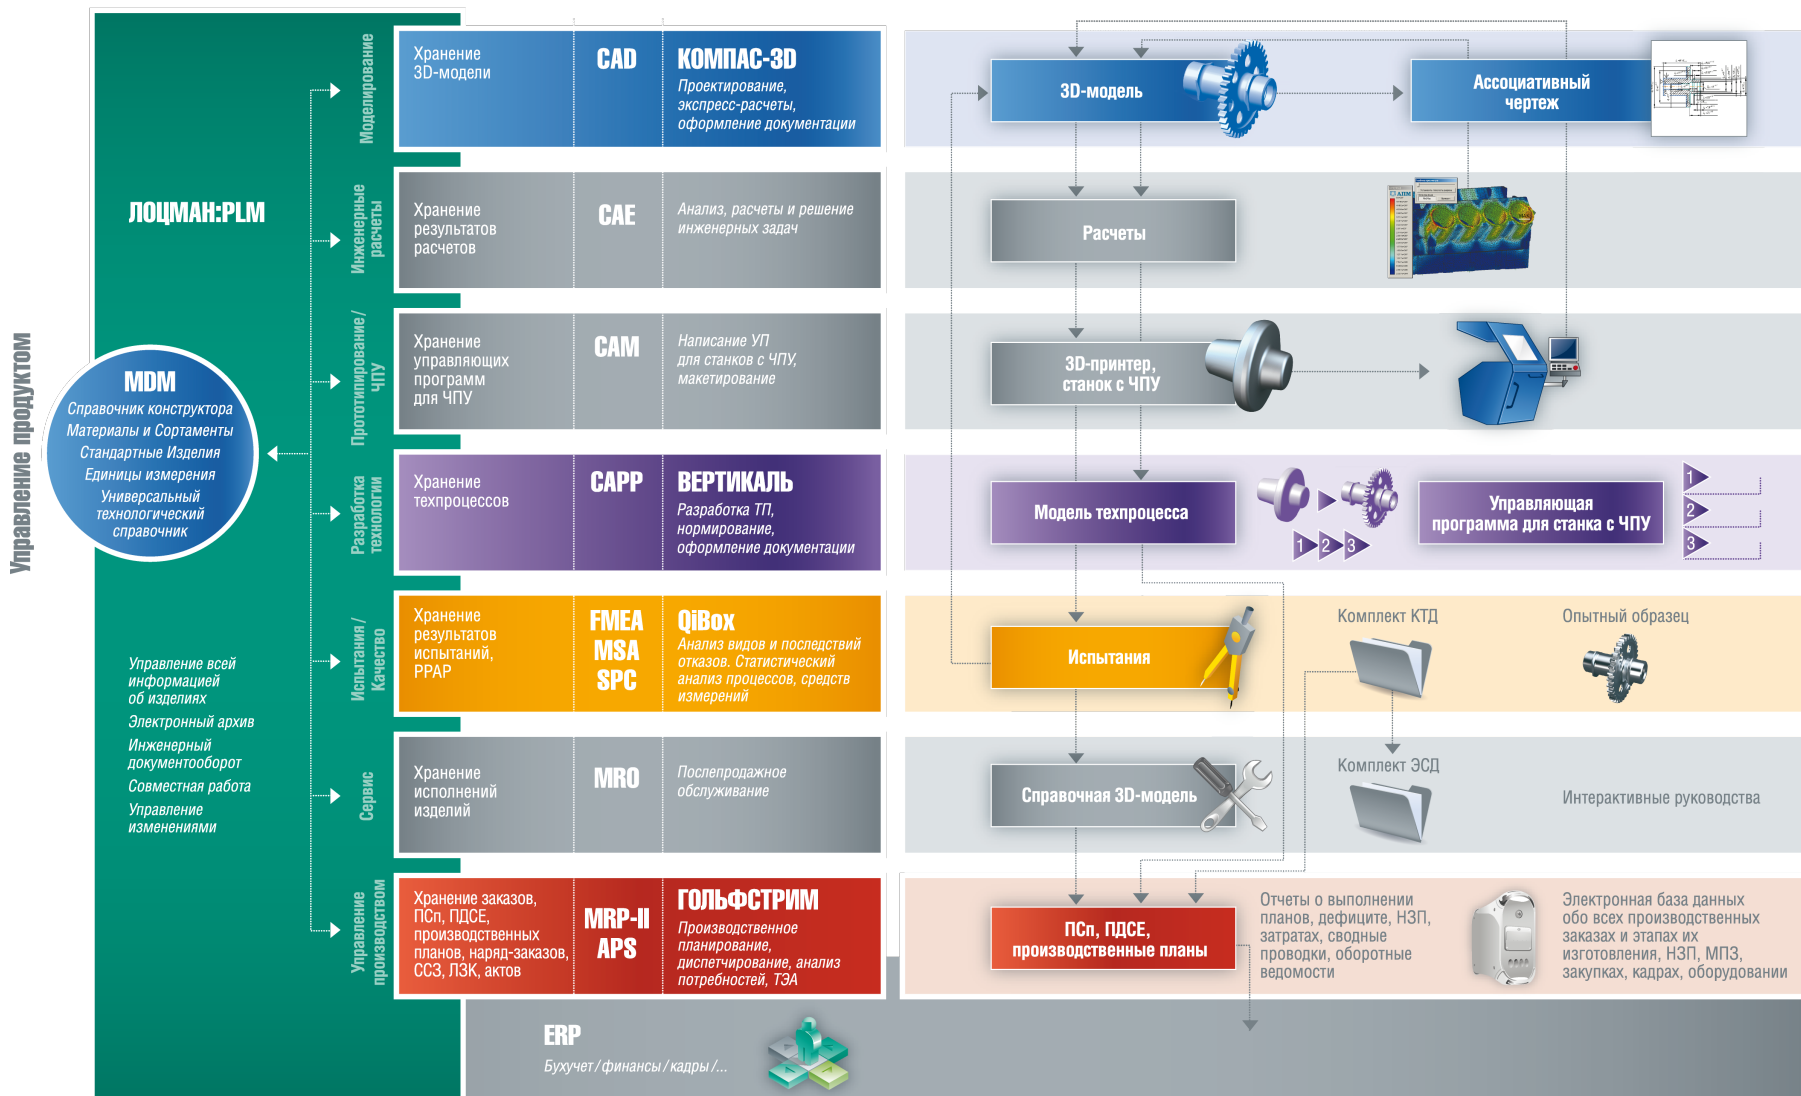 Управление продуктом
ЛОЦМАН:PLM
MDM
Справочник конструктора
Материалы и Сортаменты
Стандартные Изделия
Единицы измерения
Универсальный
технологический
справочник
Управление всей
информацией
об изделиях
Электронный архив
Инженерный
документооборот
Совместная работа
Управление
изменениями
Моделирование
Хранение
3D-модели
CAD
КОМПАС-3D
Проектирование,
экспресс-расчеты,
оформление документации
3D-модель
Ассоциативный
чертеж
Инженерные
расчеты
Хранение
результатов
расчетов
CAE
Анализ, расчеты и решение
инженерных задач
Расчеты
Прототипирование/
ЧПУ
Хранение
управляющих
программ
для ЧПУ
CAM
Написание УП
для станков с ЧПУ,
макетирование
3D-принтер,
станок с ЧПУ
Разработка
технологии
Хранение
техпроцессов
CAPP
ВЕРТИКАЛЬ
Разработка ТП,
нормирование,
оформление документации
Модель техпроцесса
1 2 3
Управляющая
программа для станка с ЧПУ
1
2
3
Испытания/
Качество
Хранение
результатов
испытаний,
PPAP
FMEA
MSA
SPC
QiBox
Анализ видов и последствий
отказов. Статистический
анализ процессов, средств
измерений
Испытания
Комплект КТД
Опытный образец
Сервис
Хранение
исполнений
изделий
MRO
Послепродажное
обслуживание
Справочная 3D-модель
Комплект ЭСД
Интерактивные руководства
Управление
производством
Хранение заказов,
ПСп, ПДСЕ,
производственных
планов, наряд-заказов,
ССЗ, ЛЗК, актов
MRP-II
APS
ГОЛЬФСТРИМ
Производственное
планирование,
диспетчирование, анализ
потребностей, ТЭА
ПСп, ПДСЕ,
производственные планы
Отчеты о выполнении
планов, дефиците, НЗП,
затратах, сводные
проводки, оборотные
ведомости
Электронная база данных
обо всех производственных
заказах и этапах их
изготовления, НЗП, МПЗ,
закупках, кадрах, оборудовании
ERP
Бухучет/финансы/кадры/...